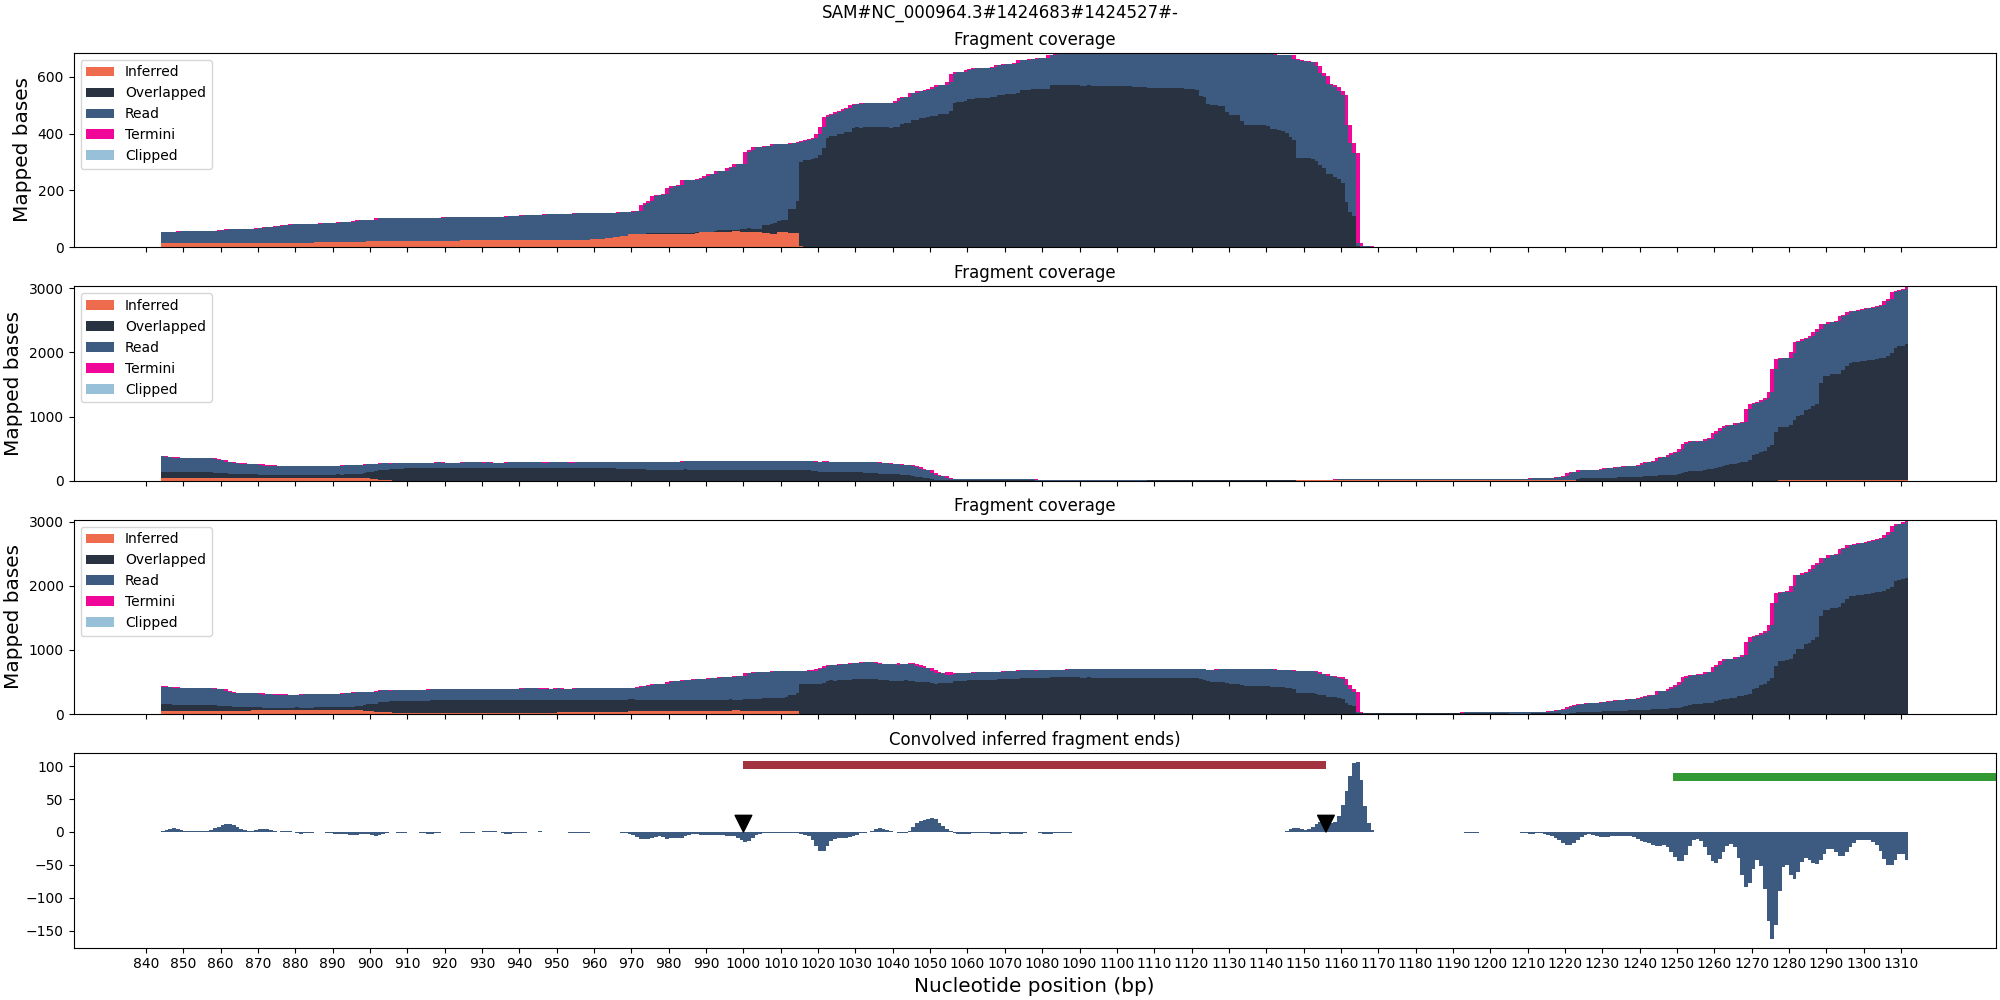 SAM#NC_000964.3#1424683#1424527#-
Fragment coverage
Mapped bases
600
400
200
0
Inferred
Overlapped
Read
Termini
Clipped
Fragment coverage
Mapped bases
3000
2000
1000
0
Inferred
Overlapped
Read
Termini
Clipped
Fragment coverage
Mapped bases
3000
2000
1000
0
Inferred
Overlapped
Read
Termini
Clipped
Convolved inferred fragment ends)
100
50
0
−50
−100
−150
840 850 860 870 880 890 900 910 920 930 940 950 960 970 980 990 1000 1010 1020 1030 1040 1050 1060 1070 1080 1090 1100 1110 1120 1130 1140 1150 1160 1170 1180 1190 1200 1210 1220 1230 1240 1250 1260 1270 1280 1290 1300 1310
Nucleotide position (bp)